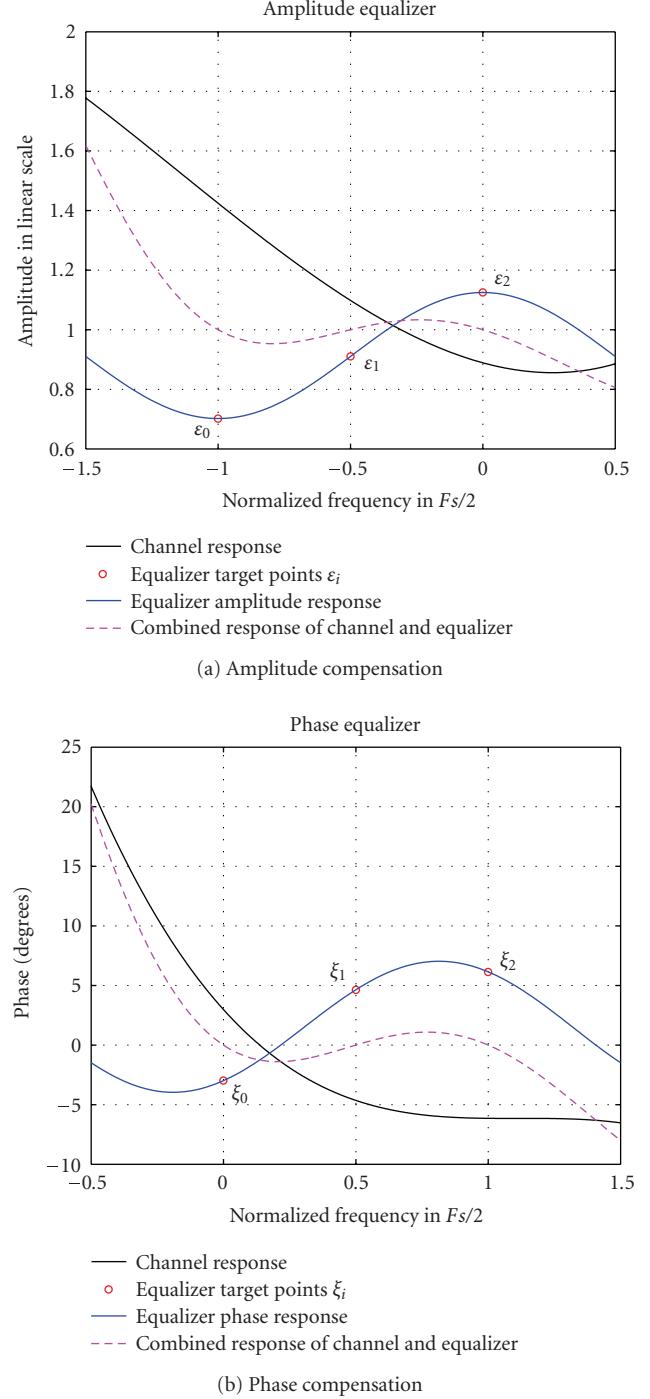 Amplitude equalizer
2
1.8
1.6
1.4
1.2
1
0.8
0.6
Amplitude in linear scale
ε0
ε1
ε2
−1.5 −1 −0.5 0 0.5
Normalized frequency in Fs/2
Channel response
Equalizer target points εi
Equalizer amplitude response
Combined response of channel and equalizer
(a) Amplitude compensation
Phase equalizer
25
20
15
10
5
0
−5
−10
Phase (degrees)
ξ0
ξ1
ξ2
−0.5 0 0.5 1 1.5
Normalized frequency in Fs/2
Channel response
Equalizer target points ξi
Equalizer phase response
Combined response of channel and equalizer
(b) Phase compensation